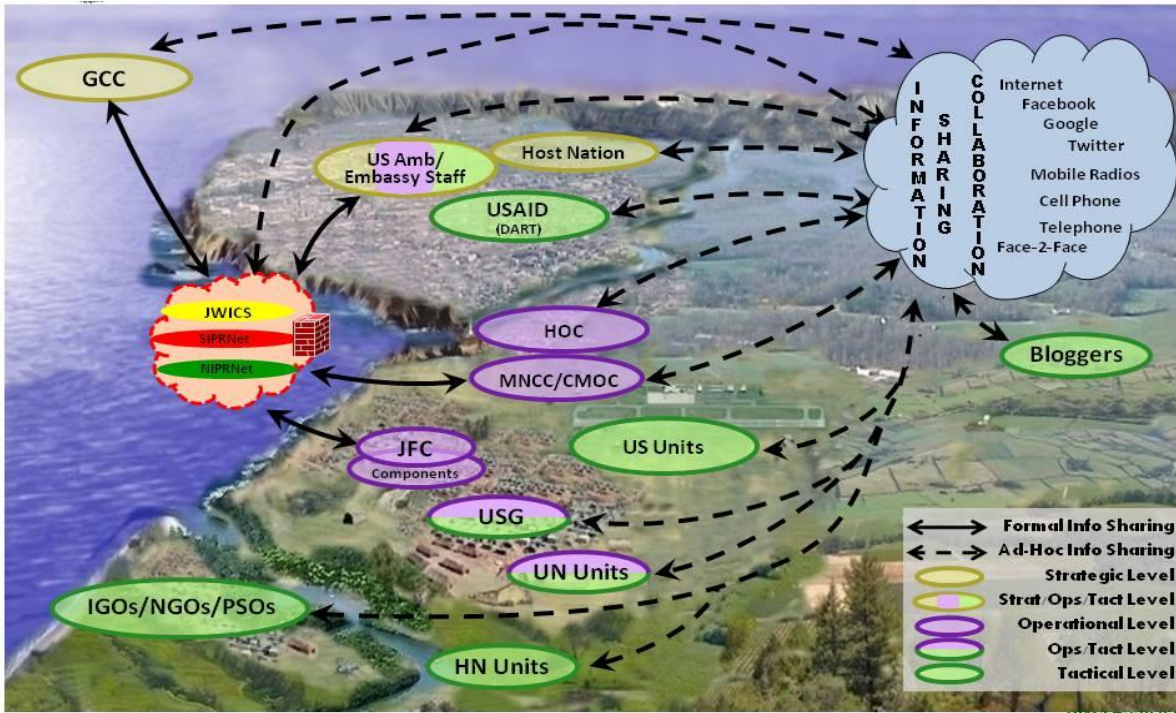 GCC
US Amb/
Embassy Staff
Host Nation
USAID
(DART)
INFORMATION
SHARING
COLLABORATION
Internet
Facebook
Google
Twitter
Mobile Radios
Cell Phone
Telephone
Face-2-Face
JWICS
SIPRNet
NIPRNet
HOC
MNCC/CMOC
Bloggers
JFC
Components
US Units
USG
UN Units
IGOs/NGOs/PSOs
HN Units
Formal Info Sharing
Ad-Hoc Info Sharing
Strategic Level
Strat/Ops/Tact Level
Operational Level
Ops/Tact Level
Tactical Level